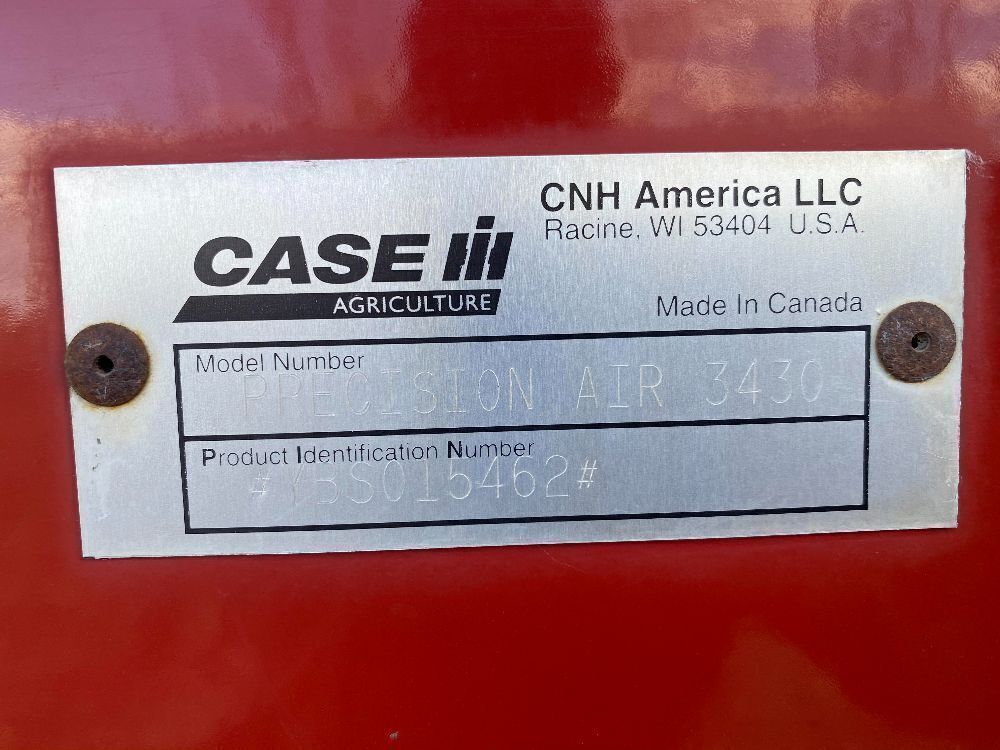 CNH America LLC
Racine, WI 53404 U.S.A.
CASE IH
AGRICULTURE
Made In Canada
Model Number
PRECISION AIR 3430
Product Identification Number
#YBS015462#